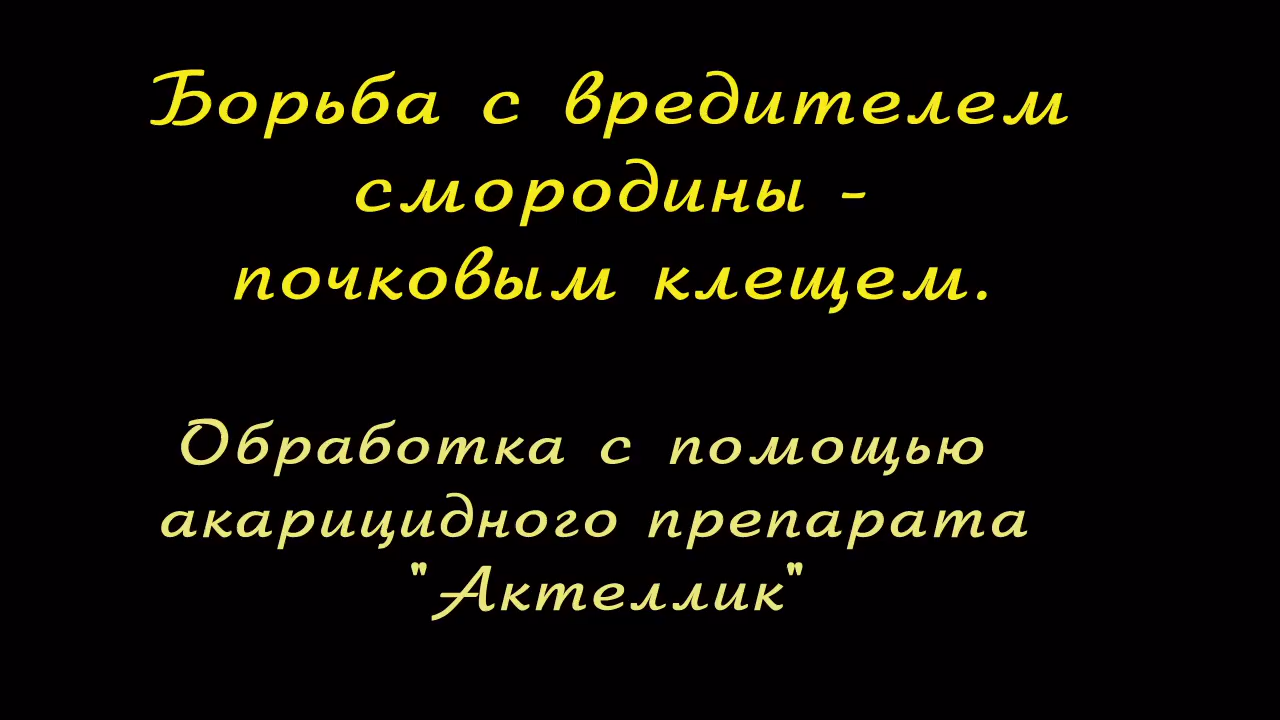 Борьба с вредителем
смородины -
почковым клещем.
Обработка с помощью
акарицидного препарата
"Актеллик"